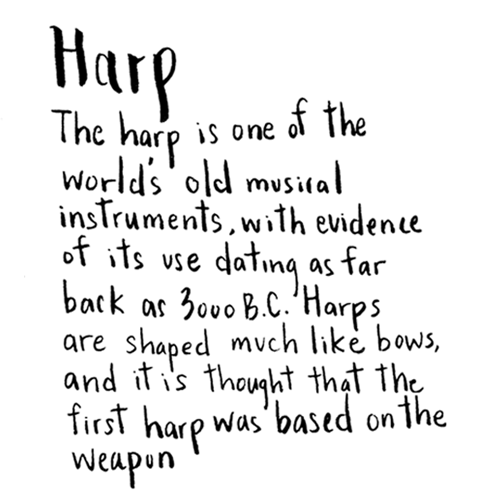 Harp
The harp is one of the
world's old musical
instruments, with evidence
of its use dating as far
back as 3000 B.C. Harps
are shaped much like bows,
and it is thought that the
first harp was based on the
weapon